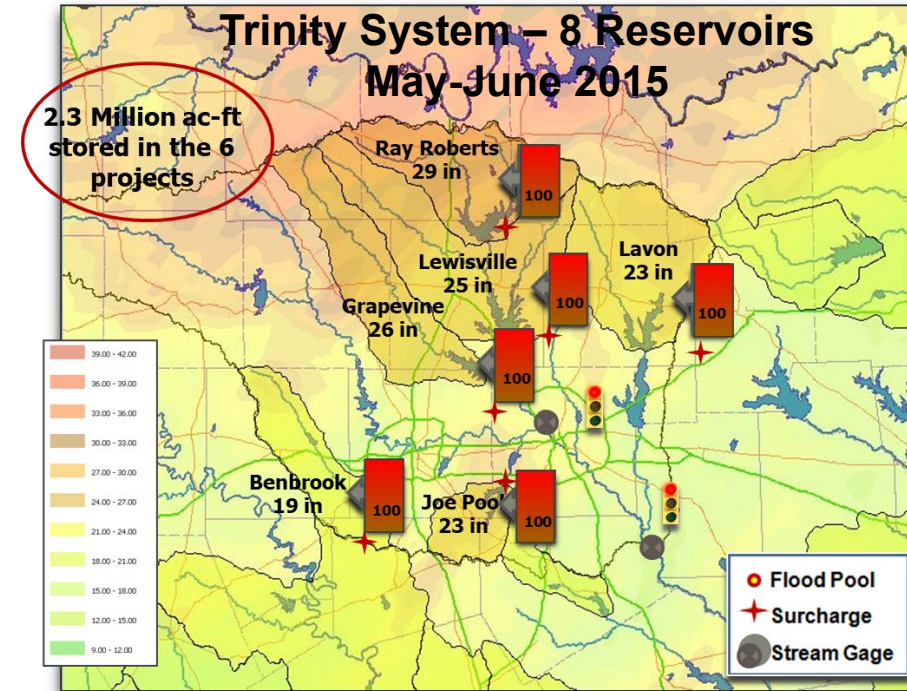 Trinity System – 8 Reservoirs
May-June 2015
2.3 Million ac-ft
stored in the 6
projects
Ray Roberts
29 in
100
Lewisville
25 in
100
Lavon
23 in
100
Grapevine
26 in
100
Benbrook
19 in
100
Joe Poo'
23 in
100
39.00 - 42.00
36.00 - 39.00
33.00 - 36.00
30.00 - 33.00
27.00 - 30.00
24.00 - 27.00
21.00 - 24.00
18.00 - 21.00
15.00 - 18.00
12.00 - 15.00
9.00 - 12.00
Flood Pool
Surcharge
Stream Gage